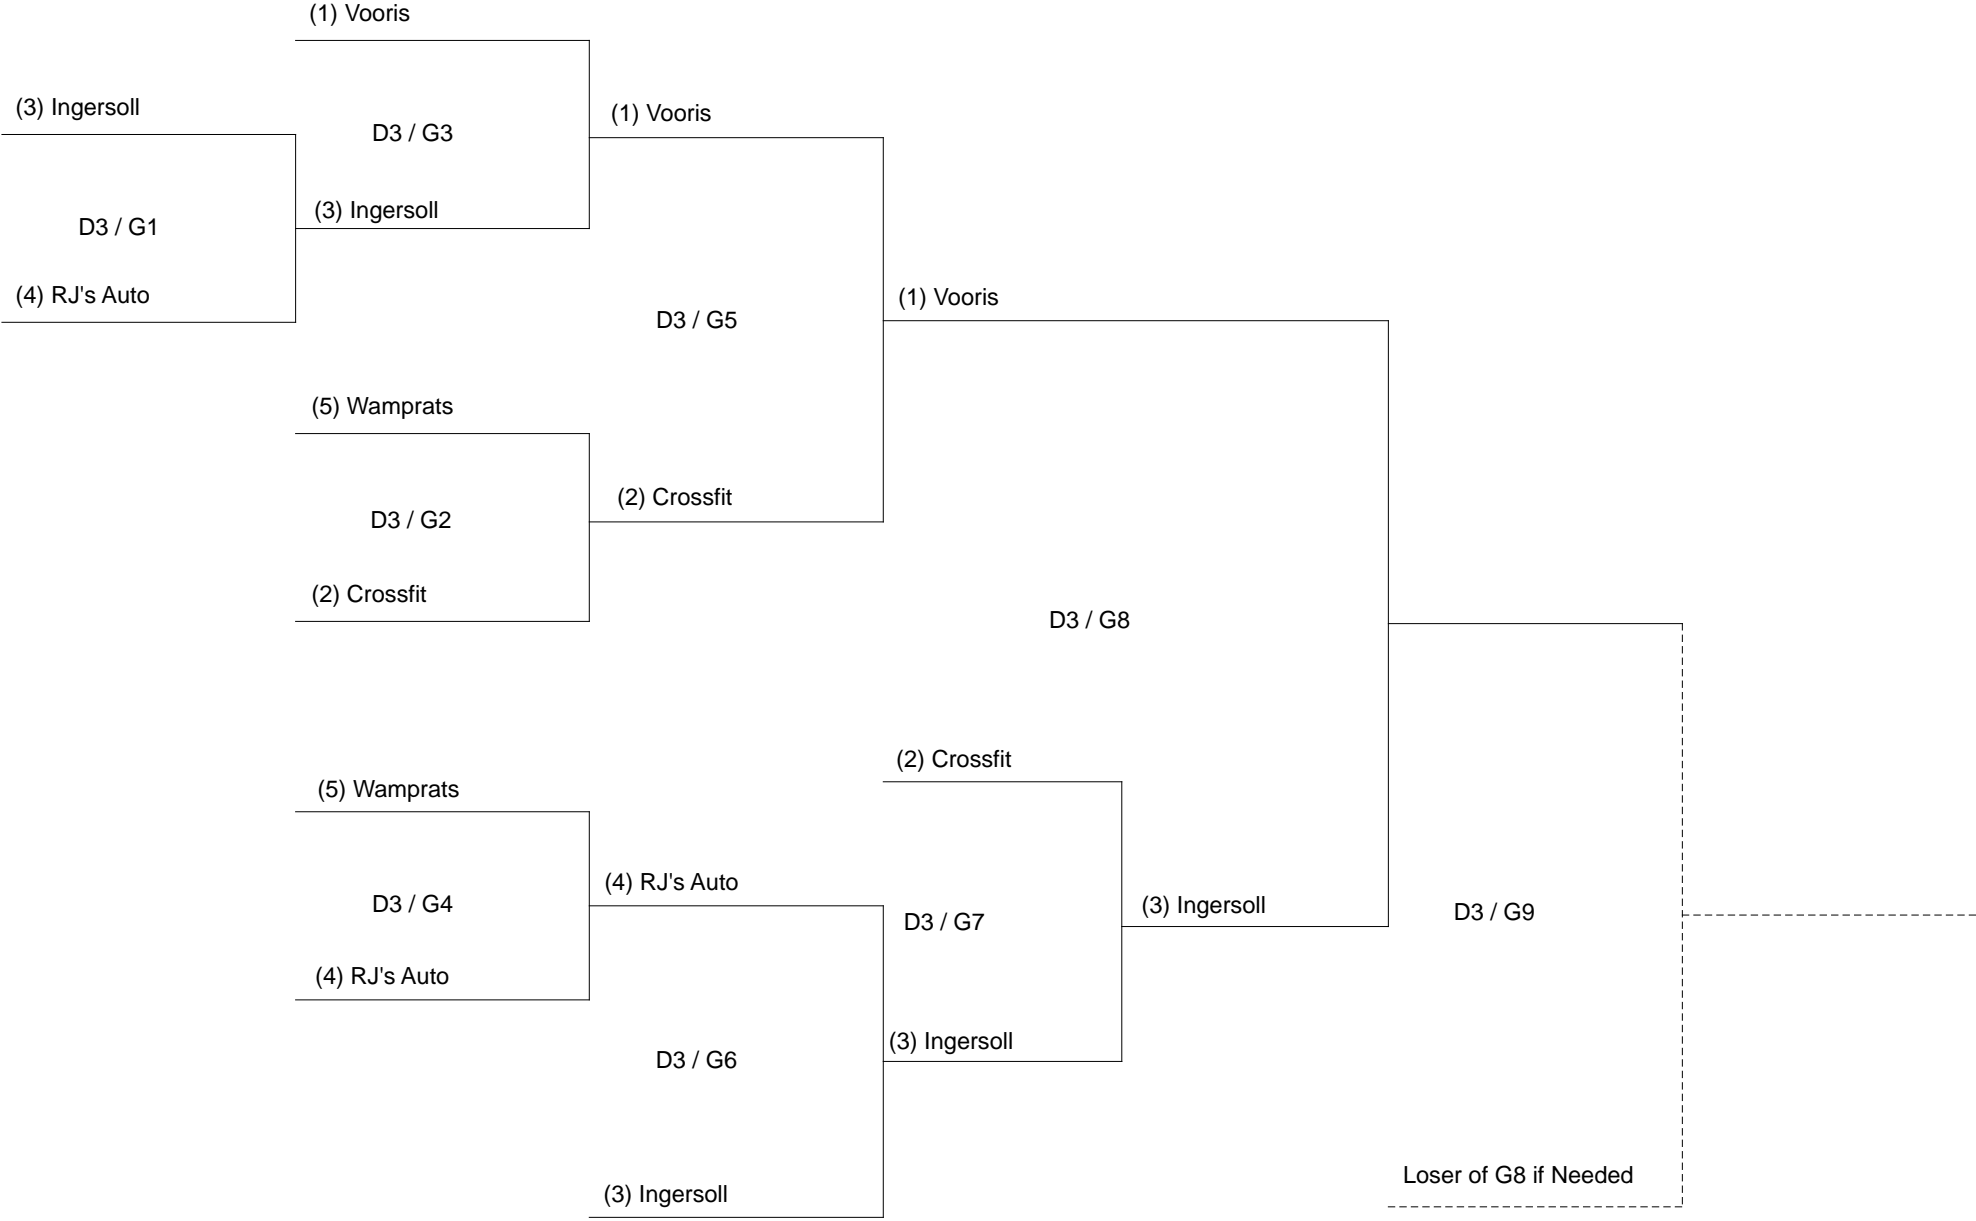 (1) Vooris
(3) Ingersoll
(1) Vooris
D3 / G3
(3) Ingersoll
D3 / G1
(4) RJ's Auto
(1) Vooris
D3 / G5
(5) Wamprats
(2) Crossfit
D3 / G2
(2) Crossfit
D3 / G8
(2) Crossfit
(5) Wamprats
(4) RJ's Auto
D3 / G4
(3) Ingersoll
D3 / G9
D3 / G7
(4) RJ's Auto
(3) Ingersoll
D3 / G6
Loser of G8 if Needed
(3) Ingersoll